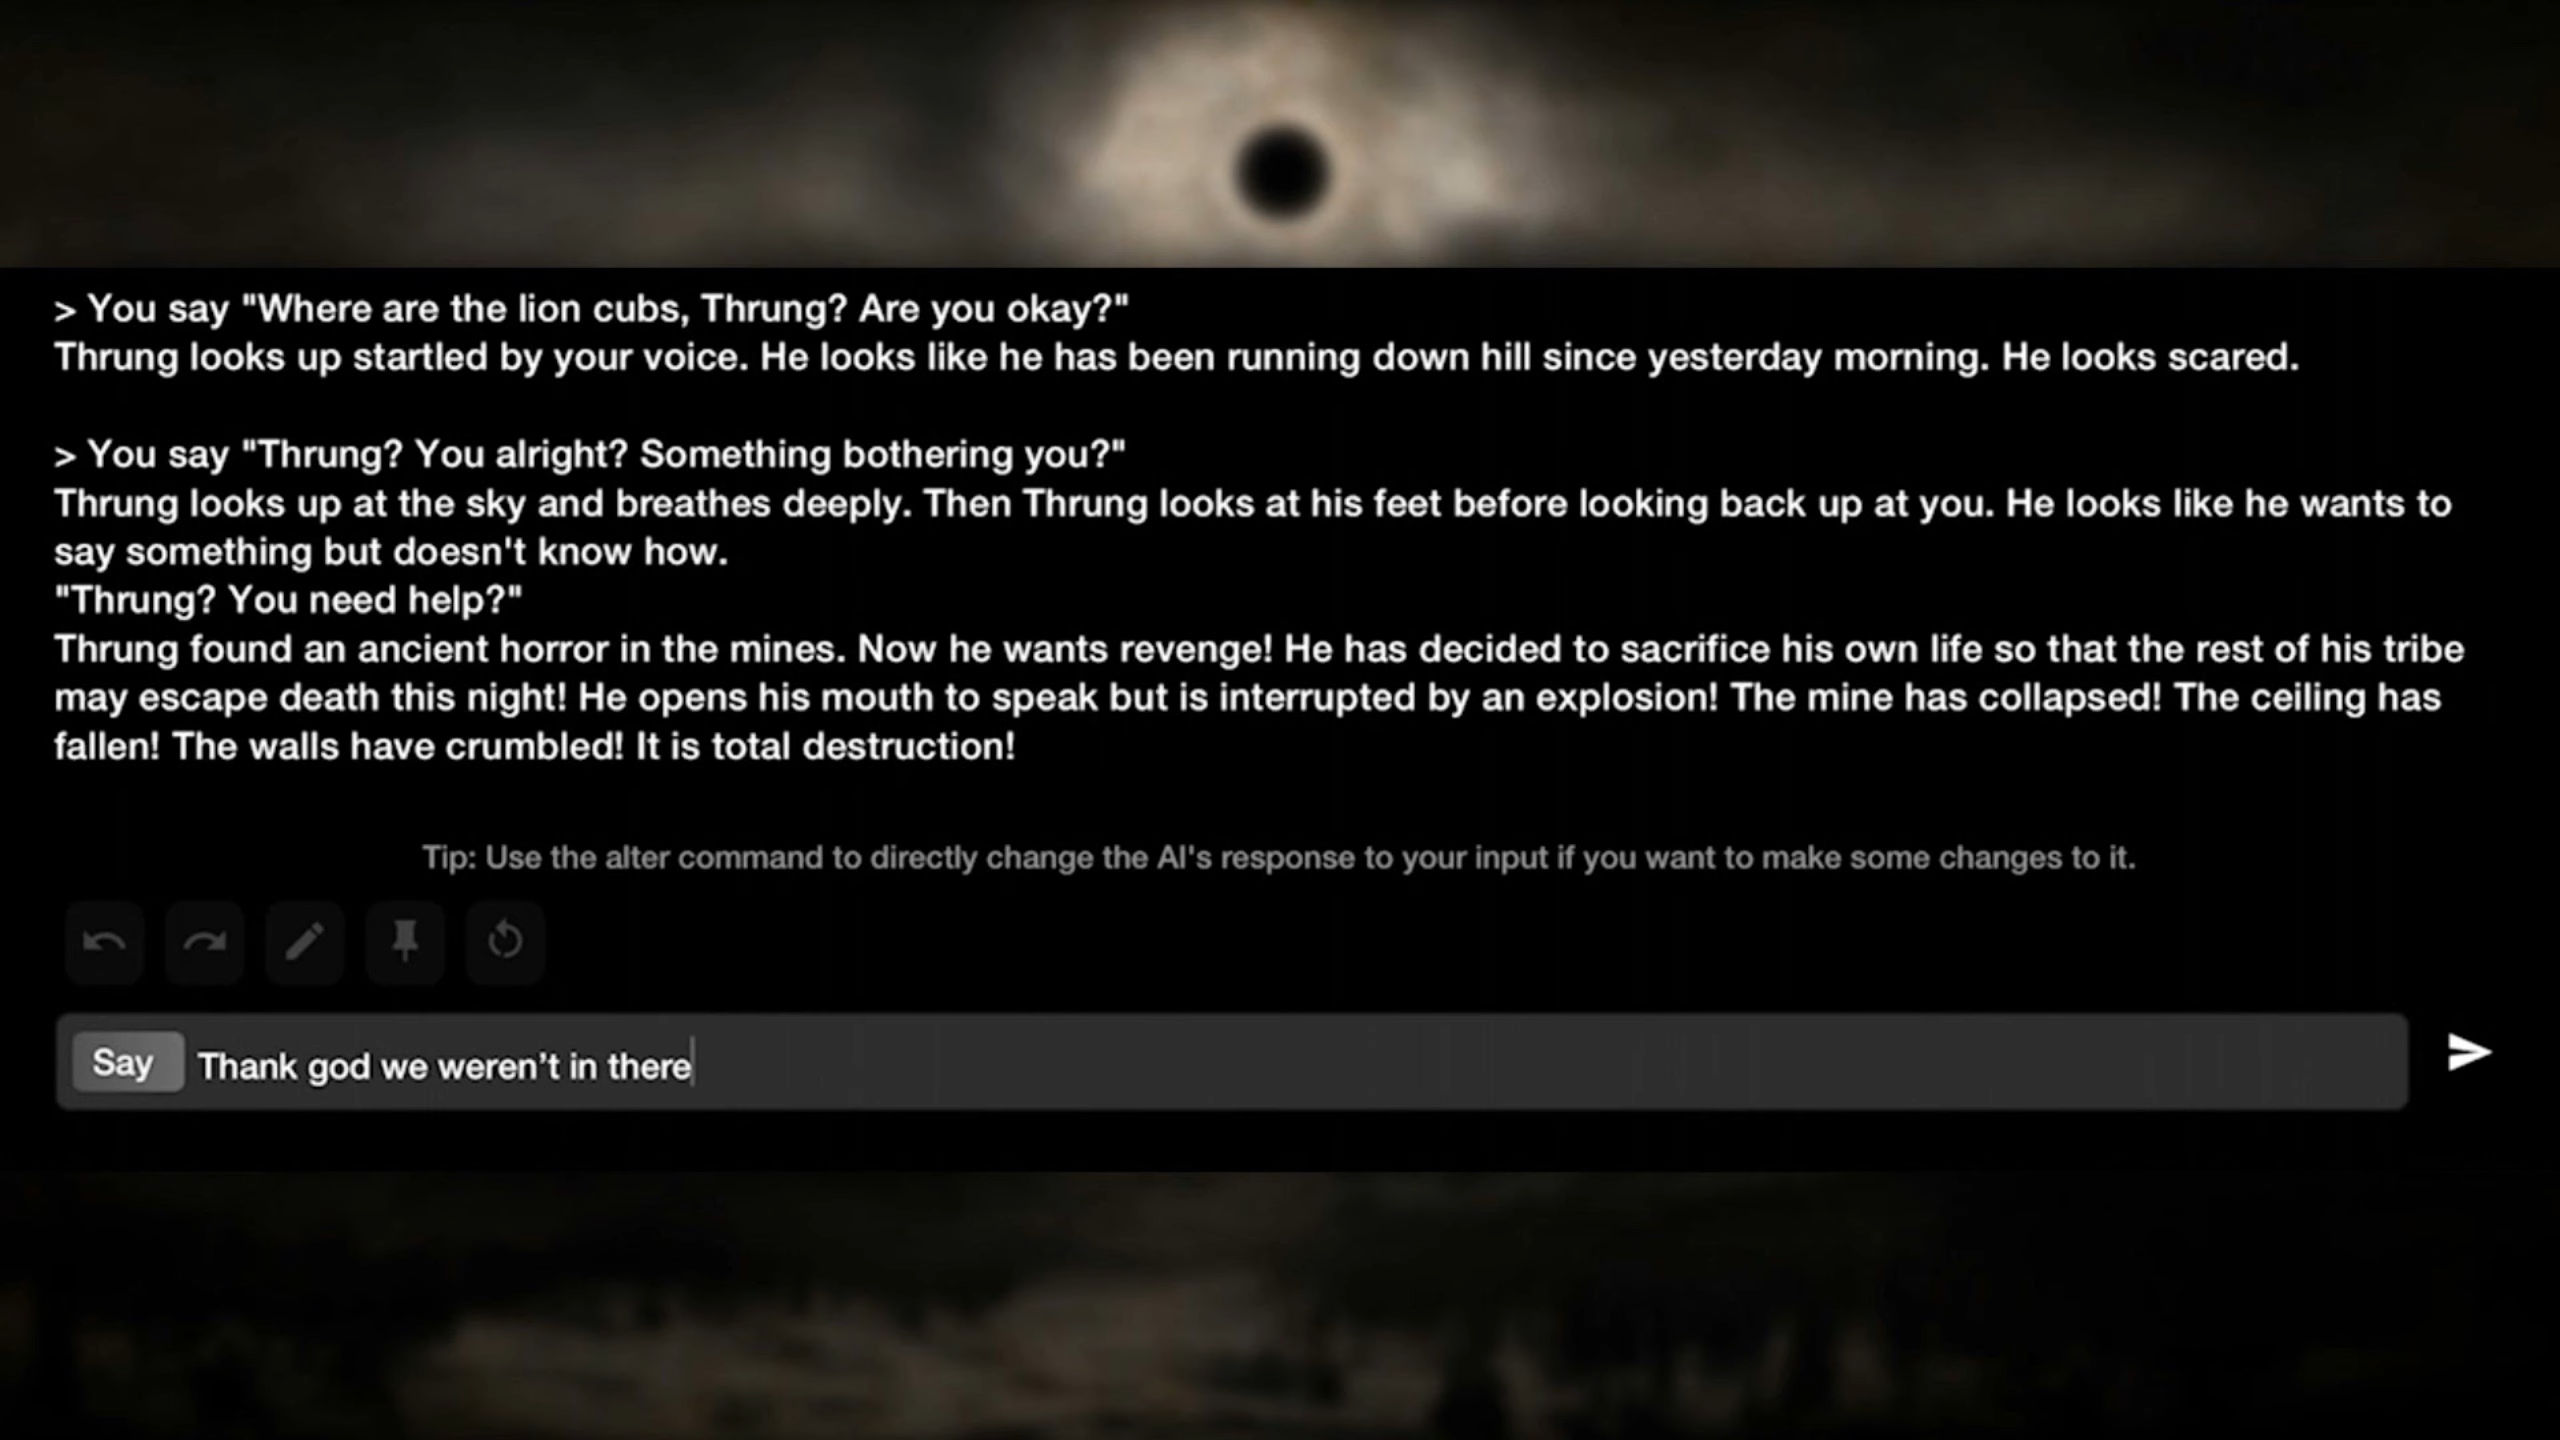 > You say "Where are the lion cubs, Thrung? Are you okay?"
Thrung looks up startled by your voice. He looks like he has been running down hill since yesterday morning. He looks scared.
> You say "Thrung? You alright? Something bothering you?"
Thrung looks up at the sky and breathes deeply. Then Thrung looks at his feet before looking back up at you. He looks like he wants to
say something but doesn't know how.
"Thrung? You need help?"
Thrung found an ancient horror in the mines. Now he wants revenge! He has decided to sacrifice his own life so that the rest of his tribe
may escape death this night! He opens his mouth to speak but is interrupted by an explosion! The mine has collapsed! The ceiling has
fallen! The walls have crumbled! It is total destruction!
Tip: Use the alter command to directly change the AI's response to your input if you want to make some changes to it.
Say Thank god we weren’t in there